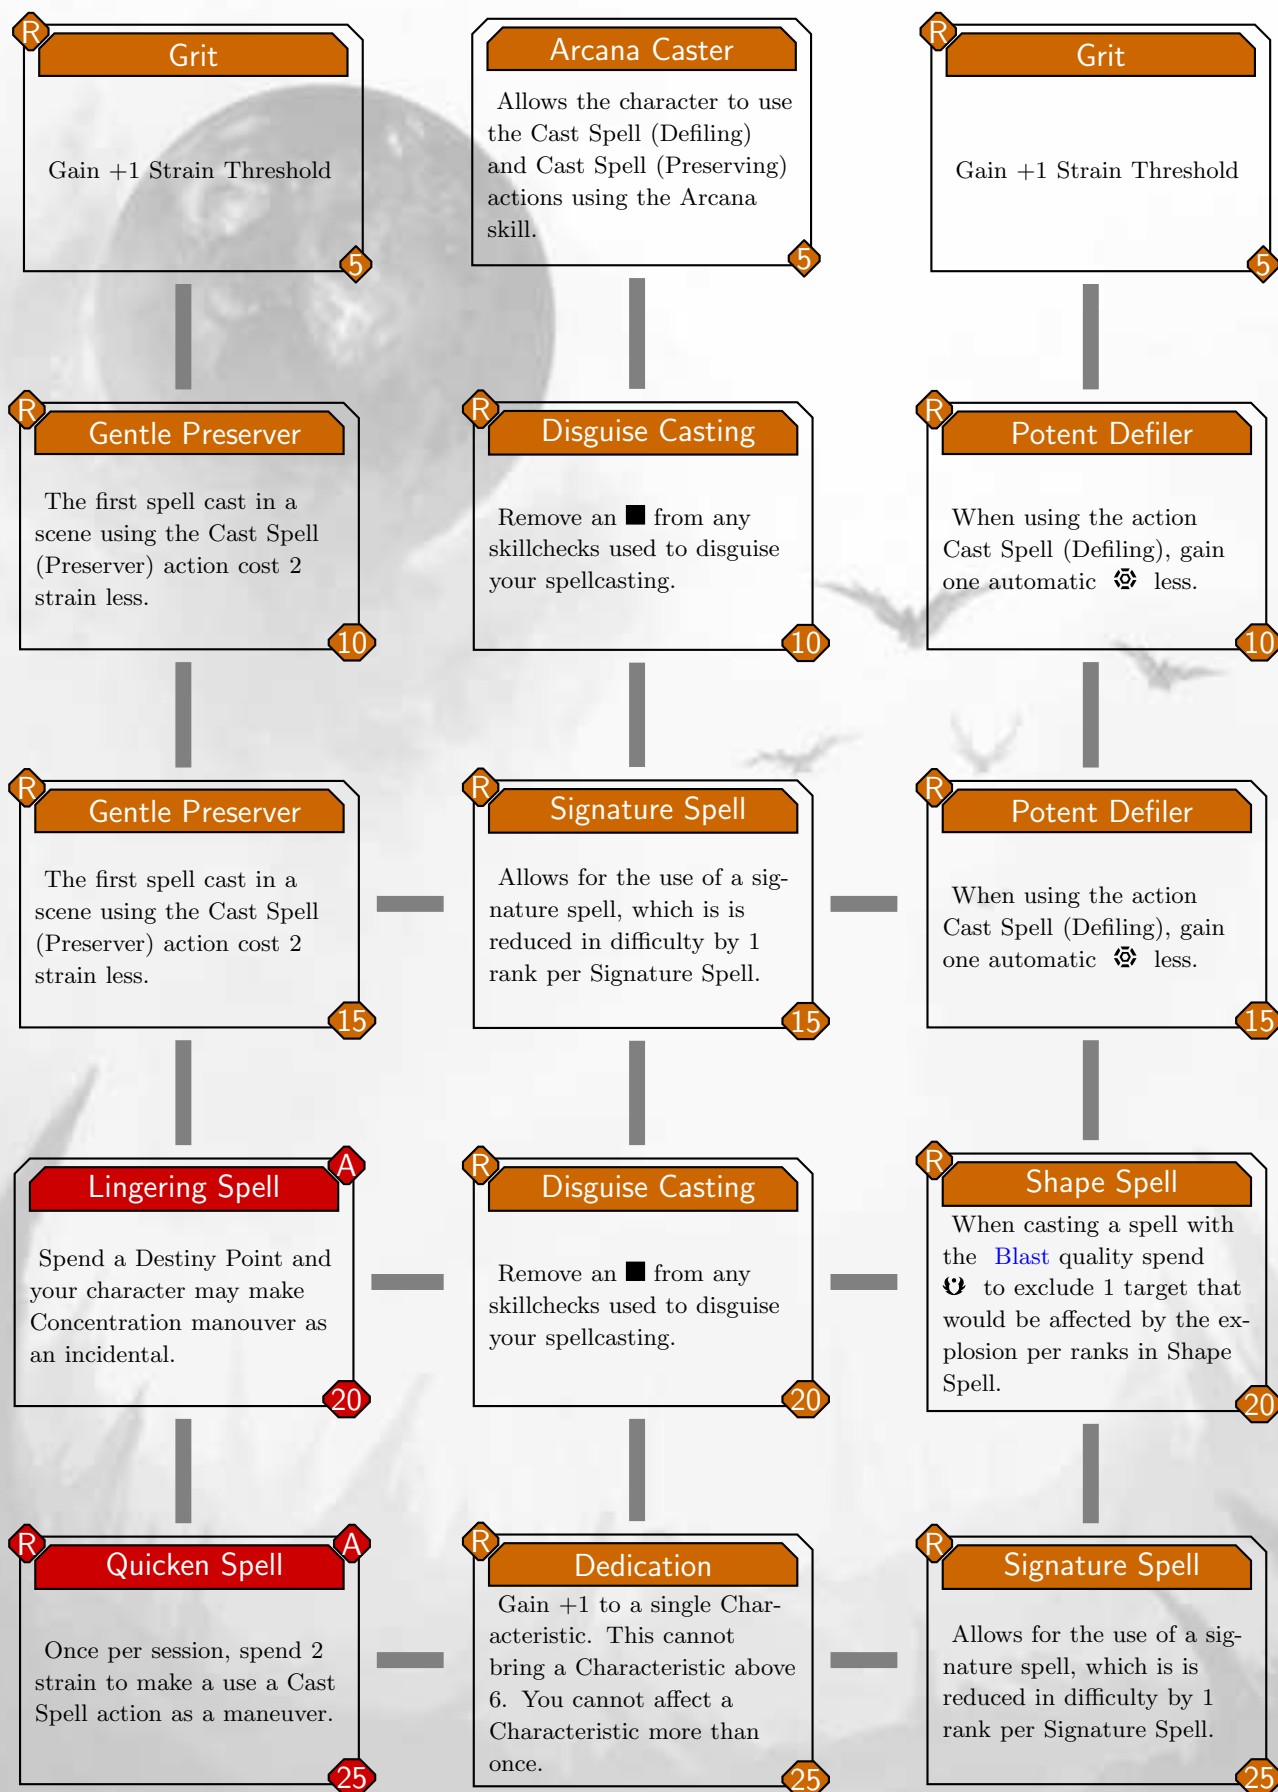 R
Grit
Gain +1 Strain Threshold
5
Arcana Caster
Allows the character to use
the Cast Spell (Defiling)
and Cast Spell (Preserving)
actions using the Arcana
skill.
5
R
Grit
Gain +1 Strain Threshold
5
R
Gentle Preserver
The first spell cast in a
scene using the Cast Spell
(Preserver) action cost 2
strain less.
10
R
Disguise Casting
Remove an ■ from any
skillchecks used to disguise
your spellcasting.
10
R
Potent Defiler
When using the action
Cast Spell (Defiling), gain
one automatic less.
10
R
Gentle Preserver
The first spell cast in a
scene using the Cast Spell
(Preserver) action cost 2
strain less.
15
R
Signature Spell
Allows for the use of a sig-
nature spell, which is is
reduced in difficulty by 1
rank per Signature Spell.
15
R
Potent Defiler
When using the action
Cast Spell (Defiling), gain
one automatic less.
15
A
Lingering Spell
Spend a Destiny Point and
your character may make
Concentration manouver as
an incidental.
20
R
Disguise Casting
Remove an ■ from any
skillchecks used to disguise
your spellcasting.
20
R
Shape Spell
When casting a spell with
the Blast quality spend
to exclude 1 target that
would be affected by the ex-
plosion per ranks in Shape
Spell.
20
R
A
Quicken Spell
Once per session, spend 2
strain to make a use a Cast
Spell action as a maneuver.
25
R
Dedication
Gain +1 to a single Char-
acteristic. This cannot
bring a Characteristic above
6. You cannot affect a
Characteristic more than
once.
25
R
Signature Spell
Allows for the use of a sig-
nature spell, which is is
reduced in difficulty by 1
rank per Signature Spell.
25